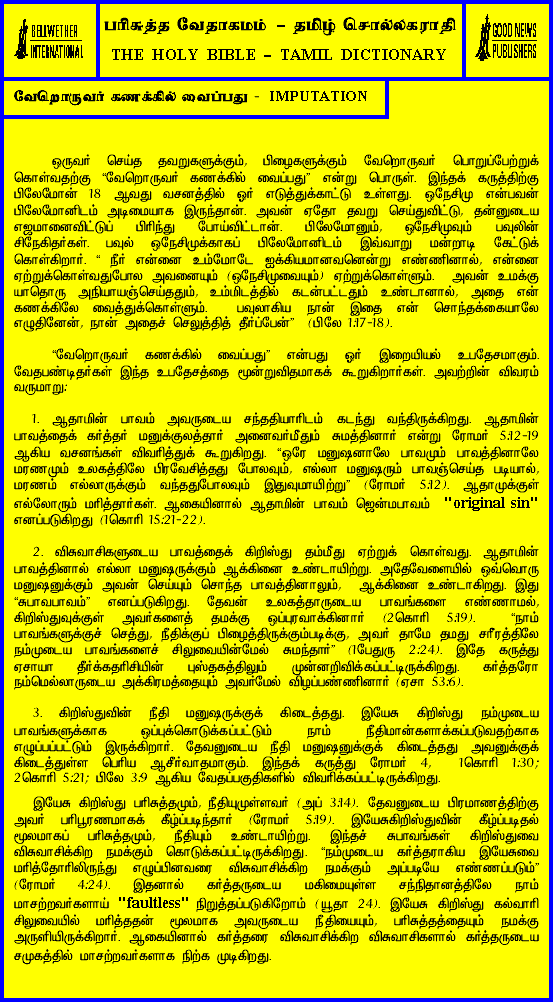 BELLWETHER
INTERNATIONAL
பரிசுத்த வேதாகமம் – தமிழ் சொல்லகராதி
THE HOLY BIBLE – TAMIL DICTIONARY
GOOD NEWS
PUBLISHERS
வேறொருவர் கணக்கில் வைப்பது - IMPUTATION
ஒருவர் செய்த தவறுகளுக்கும், பிழைகளுக்கும் வேறொருவர் பொறுப்பேற்றுக்
கொள்வதற்கு “வேறொருவர் கணக்கில் வைப்பது” என்று பொருள். இந்தக் கருத்திற்கு
பிலேமோன் 18 ஆவது வசனத்தில் ஓர் எடுத்துக்காட்டு உள்ளது. ஒநேசிமு என்பவன்
பிலேமோனிடம் அடிமையாக இருந்தான். அவன் ஏதோ தவறு செய்துவிட்டு, தன்னுடைய
எஜமானைவிட்டுப் பிரிந்து போய்விட்டான். பிலேமோனும், ஒநேசிமுவும் பவுலின்
சிநேகிதர்கள். பவுல் ஒநேசிமுக்காகப் பிலேமோனிடம் இவ்வாறு மன்றாடி கேட்டுக்
கொள்கிறார். “ நீர் என்னை உம்மோடே ஐக்கியமானவனென்று எண்ணினால், என்னை
ஏற்றுக்கொள்வதுபோல அவனையும் (ஒநேசிமுவையும்) ஏற்றுக்கொள்ளும். அவன் உமக்கு
யாதொரு அநியாயஞ்செய்ததும், உம்மிடத்தில் கடன்பட்டதும் உண்டானால், அதை என்
கணக்கிலே வைத்துக்கொள்ளும். பவுலாகிய நான் இதை என் சொந்தக்கையாலே
எழுதினேன், நான் அதைச் செலுத்தித் தீர்ப்பேன்” (பிலே 1:17-18).
“வேறொருவர் கணக்கில் வைப்பது” என்பது ஓர் இறையியல் உபதேசமாகும்.
வேதபண்டிதர்கள் இந்த உபதேசத்தை மூன்றுவிதமாகக் கூறுகிறார்கள். அவற்றின் விவரம்
வருமாறு:
1. ஆதாமின் பாவம் அவருடைய சந்ததியாரிடம் கடந்து வந்திருக்கிறது. ஆதாமின்
பாவத்தைக் கர்த்தர் மனுக்குலத்தார் அனைவர்மீதும் சுமத்தினார் என்று ரோமர் 5:12-19
ஆகிய வசனங்கள் விவரித்துக் கூறுகிறது. “ஒரே மனுஷனாலே பாவமும் பாவத்தினாலே
மரணமும் உலகத்திலே பிரவேசித்தது போலவும், எல்லா மனுஷரும் பாவஞ்செய்த படியால்,
மரணம் எல்லாருக்கும் வந்ததுபோலவும் இதுவுமாயிற்று” (ரோமர் 5:12). ஆதாமுக்குள்
எல்லோரும் மரித்தார்கள். ஆகையினால் ஆதாமின் பாவம் ஜென்மபாவம் "original sin"
எனப்படுகிறது (1கொரி 15:21-22).
2. விசுவாசிகளுடைய பாவத்தைக் கிறிஸ்து தம்மீது ஏற்றுக் கொள்வது. ஆதாமின்
பாவத்தினால் எல்லா மனுஷருக்கும் ஆக்கினை உண்டாயிற்று. அதேவேளையில் ஒவ்வொரு
மனுஷனுக்கும் அவன் செய்யும் சொந்த பாவத்தினாலும், ஆக்கினை உண்டாகிறது. இது
“சுபாவபாவம்” எனப்படுகிறது. தேவன் உலகத்தாருடைய பாவங்களை எண்ணாமல்,
கிறிஸ்துவுக்குள் அவர்களைத் தமக்கு ஒப்புரவாக்கினார் (2கொரி 5:19). “நாம்
பாவங்களுக்குச் செத்து, நீதிக்குப் பிழைத்திருக்கும்படிக்கு, அவர் தாமே தமது சரீரத்திலே
நம்முடைய பாவங்களைச் சிலுவையின்மேல் சுமந்தார்” (1பேதுரு 2:24). இதே கருத்து
ஏசாயா தீர்க்கதரிசியின் புஸ்தகத்திலும் முன்னறிவிக்கப்பட்டிருக்கிறது. கர்த்தரோ
நம்மெல்லாருடைய அக்கிரமத்தையும் அவர்மேல் விழப்பண்ணினார் (ஏசா 53:6).
3. கிறிஸ்துவின் நீதி மனுஷருக்குக் கிடைத்தது. இயேசு கிறிஸ்து நம்முடைய
பாவங்களுக்காக ஒப்புக்கொடுக்கப்பட்டும் நாம் நீதிமான்களாக்கப்படுவதற்காக
எழுப்பப்பட்டும் இருக்கிறார். தேவனுடைய நீதி மனுஷனுக்குக் கிடைத்தது அவனுக்குக்
கிடைத்துள்ள பெரிய ஆசீர்வாதமாகும். இந்தக் கருத்து ரோமர் 4, 1கொரி 1:30;
2கொரி 5:21; பிலே 3:9 ஆகிய வேதப்பகுதிகளில் விவரிக்கப்பட்டிருக்கிறது.
இயேசு கிறிஸ்து பரிசுத்தமும், நீதியுமுள்ளவர் (அப் 3:14). தேவனுடைய பிரமாணத்திற்கு
அவர் பரிபூரணமாகக் கீழ்ப்படிந்தார் (ரோமர் 5:19). இயேசுகிறிஸ்துவின் கீழ்ப்படிதல்
மூலமாகப் பரிசுத்தமும், நீதியும் உண்டாயிற்று. இந்தச் சுபாவங்கள் கிறிஸ்துவை
விசுவாசிக்கிற நமக்கும் கொடுக்கப்பட்டிருக்கிறது. “நம்முடைய கர்த்தராகிய இயேசுவை
மரித்தோரிலிருந்து எழுப்பினவரை விசுவாசிக்கிற நமக்கும் அப்படியே எண்ணப்படும்”
(ரோமர் 4:24). இதனால் கர்த்தருடைய மகிமையுள்ள சந்நிதானத்திலே நாம்
மாசற்றவர்களாய் "faultless" நிறுத்தப்படுகிறோம் (யூதா 24). இயேசு கிறிஸ்து கல்வாரி
சிலுவையில் மரித்ததன் மூலமாக அவருடைய நீதியையும், பரிசுத்தத்தையும் நமக்கு
அருளியிருக்கிறார். ஆகையினால் கர்த்தரை விசுவாசிக்கிற விசுவாசிகளால் கர்த்தருடைய
சமுகத்தில் மாசற்றவர்களாக நிற்க முடிகிறது.